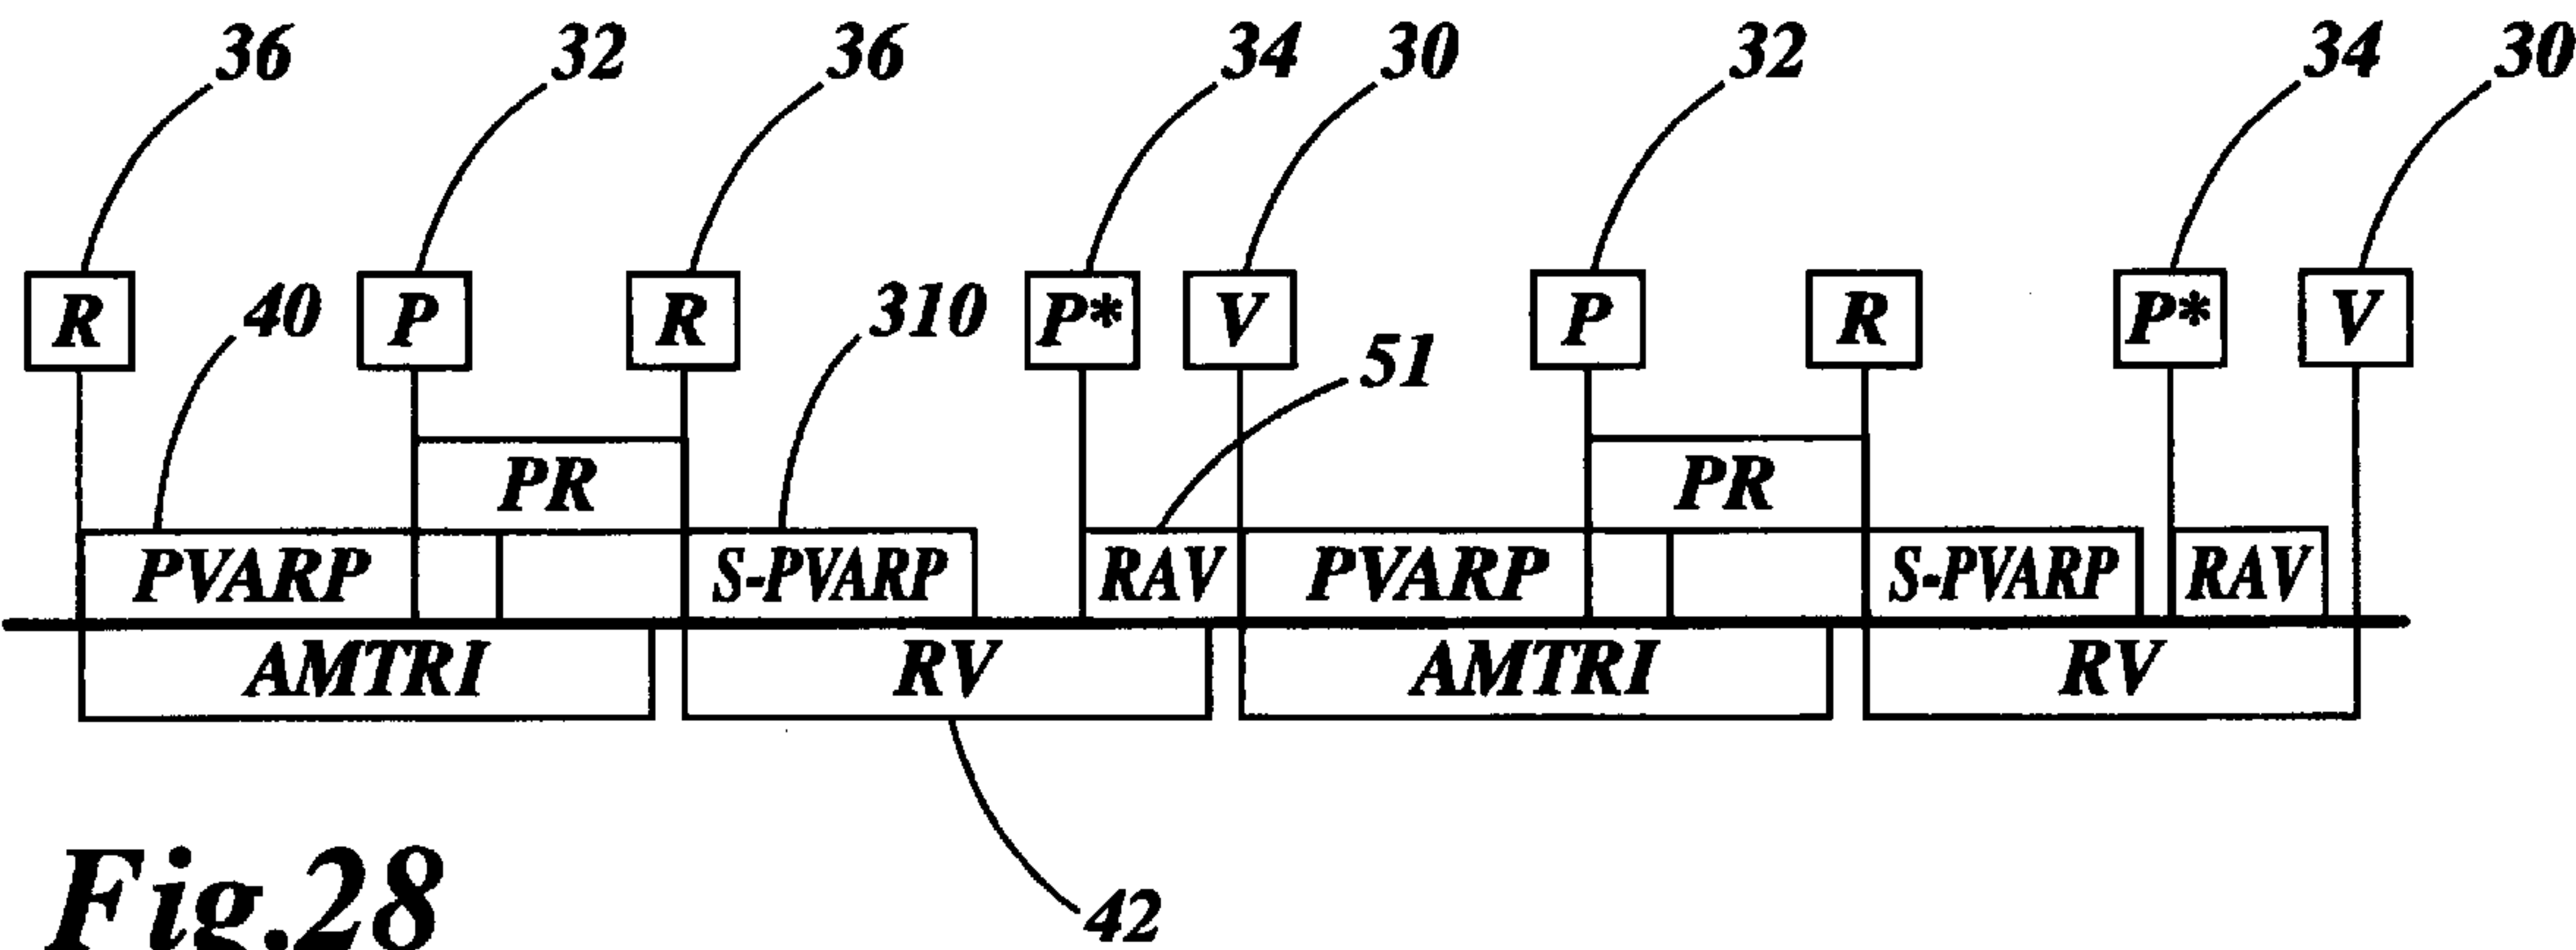 36 32 36 34 30 32 34 30
R P R P* V P R P* V
40 310 51
PR PR
PVARP S-PVARP RAV PVARP S-PVARP RAV
AMTRI RV AMTRI RV
42
Fig.28